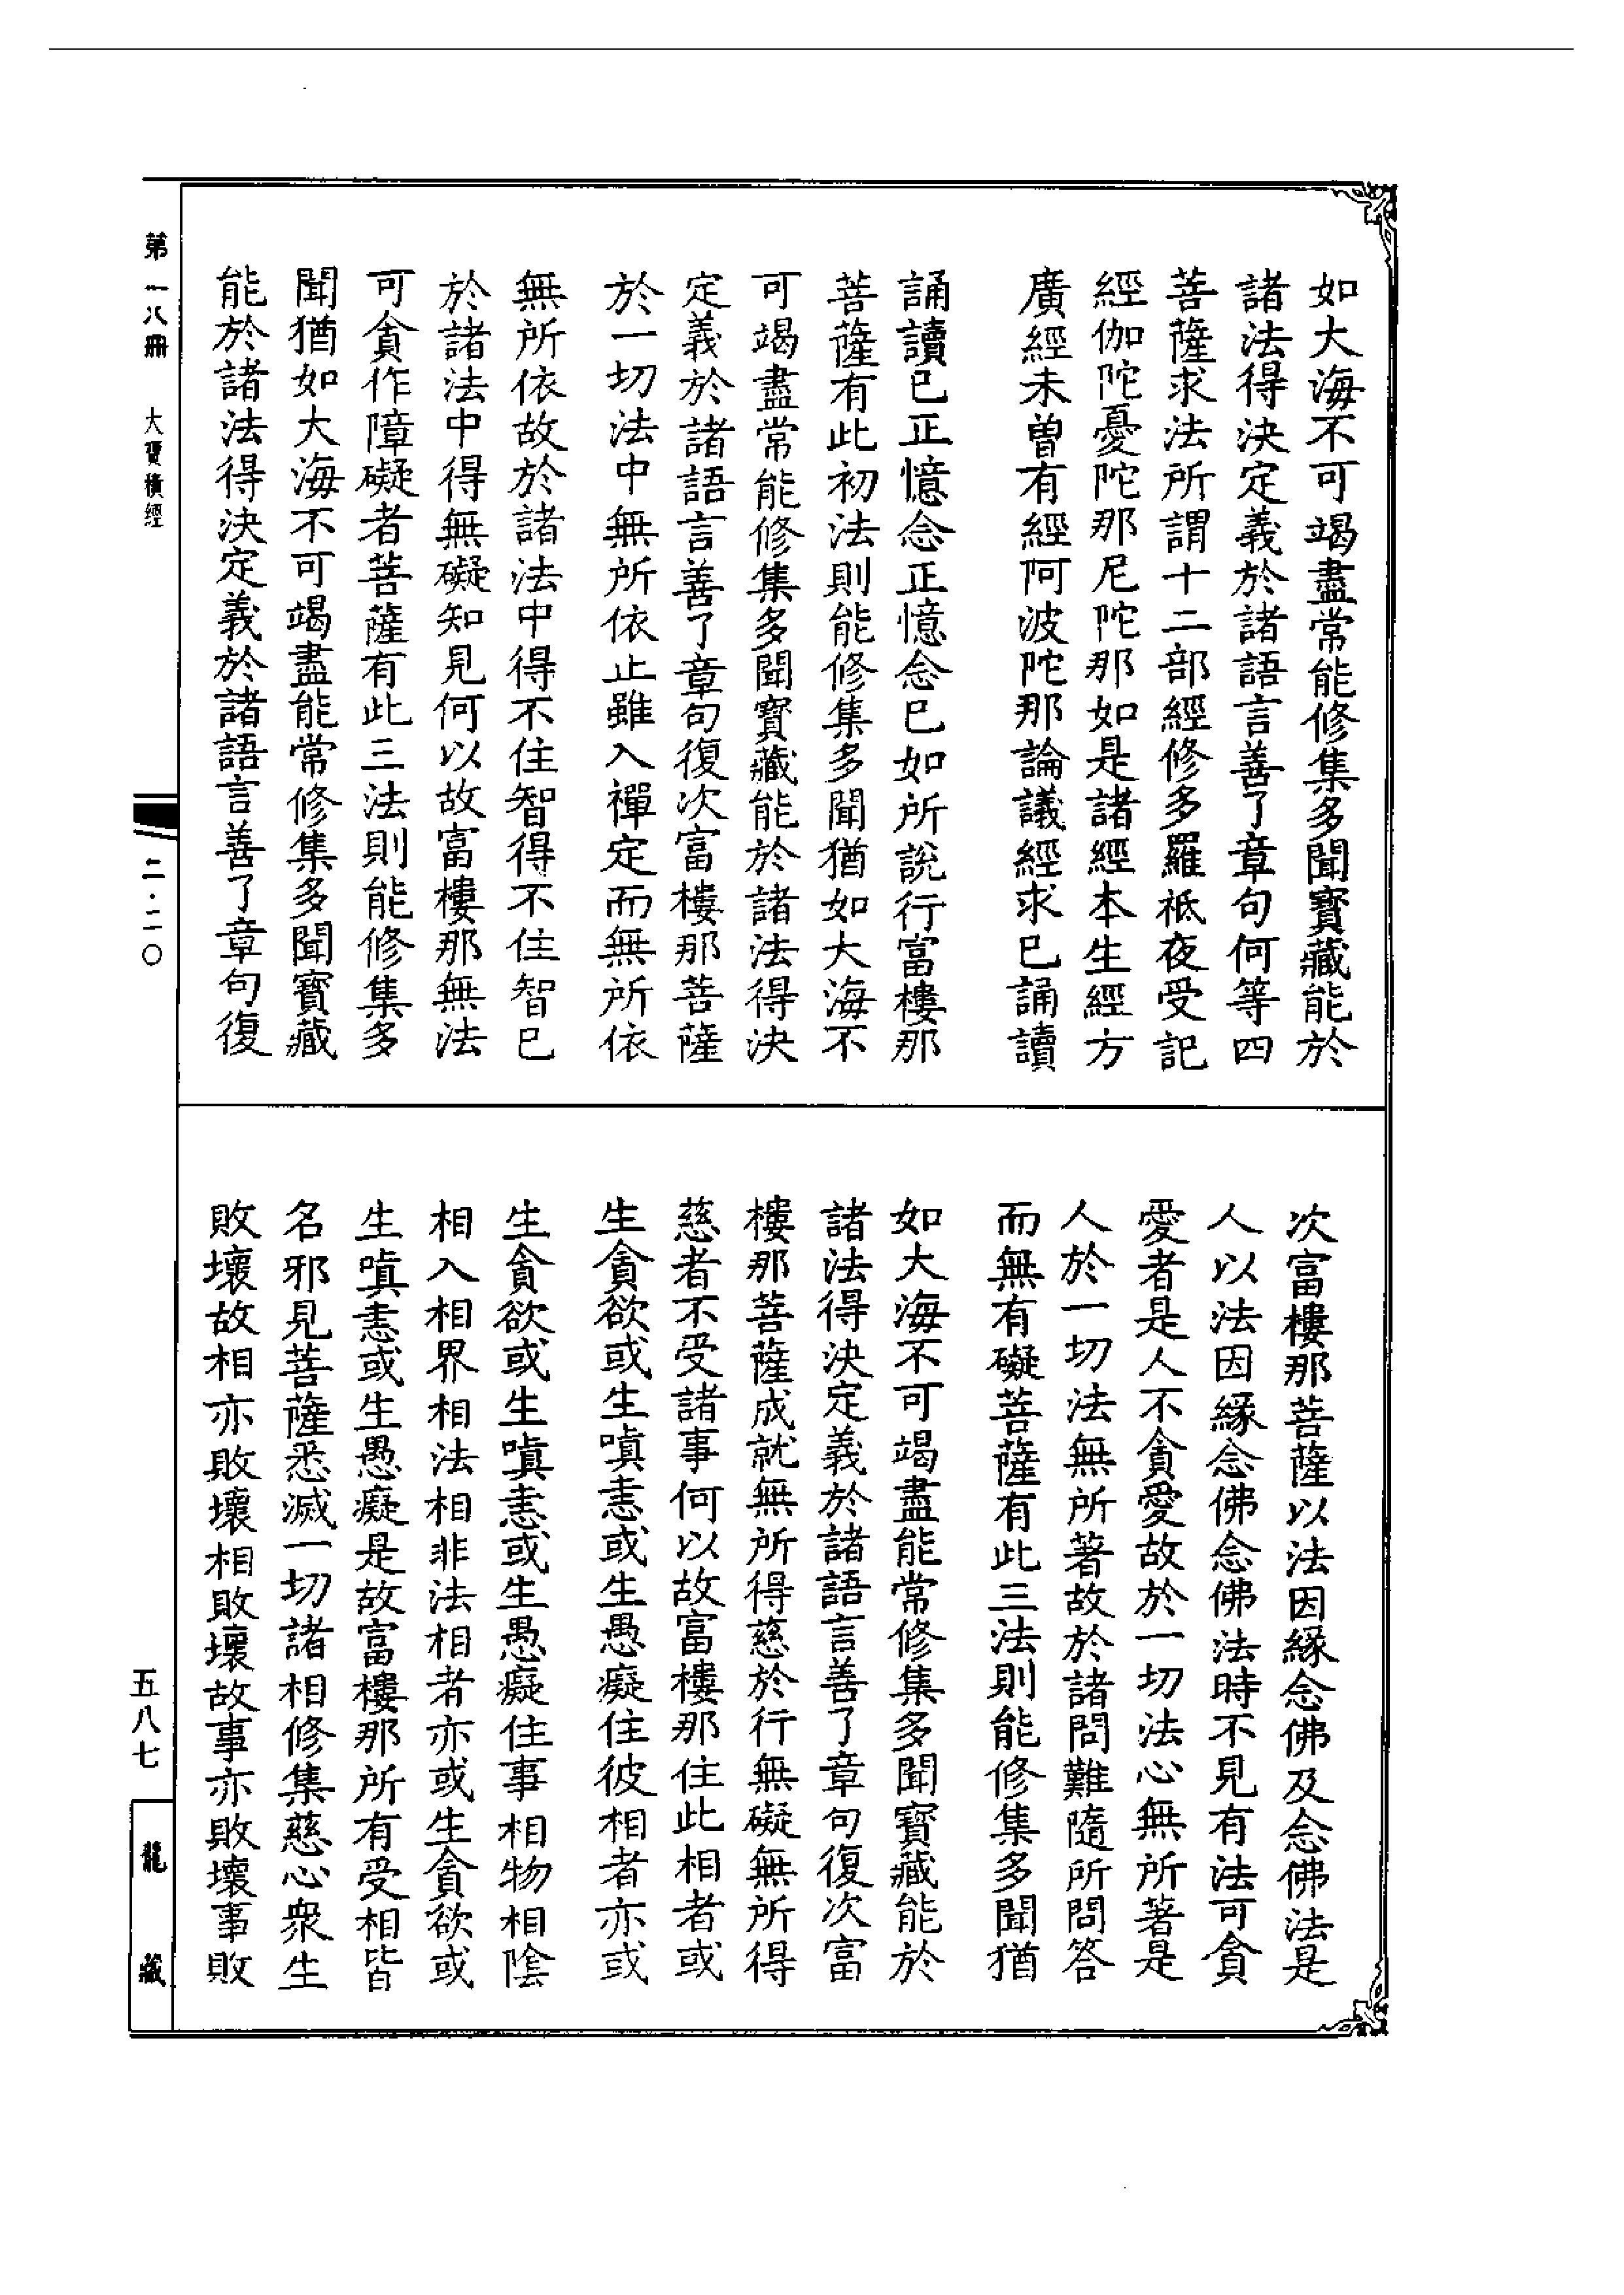 如大海不可竭盡常能修集多聞寶藏能於
諸法得決定義於諸語言善了章句何等四
菩薩求法所謂十二部經修多羅祇夜受記
經伽陀憂陀那尼陀那如是諸經本生經方
廣經未曾有經阿波陀那論議經求已誦讀
誦讀已正憶念正憶念已如所說行富樓那
菩薩有此初法則能修集多聞猶如大海不
可竭盡常能修集多聞寶藏能於諸法得決
定義於諸語言善了章句復次富樓那菩薩
於一切法中無所依止雖入禪定而無所依
無所依故於諸法中得不住智得不住智已
於諸法中得無礙知見何以故富樓那無法
可貪作障礙者菩薩有此三法則能修集多
聞猶如大海不可竭盡能常修集多聞寶藏
能於諸法得決定義於諸語言善了章句復
次富樓那菩薩以法因緣念佛及念佛法是
人以法因緣念佛念佛法時不見有法可貪
愛者是人不貪愛故於一切法心無所著是
人於一切法無所著故於諸問難隨所問答
而無有礙菩薩有此三法則能修集多聞猶
如大海不可竭盡能常修集多聞寶藏能於
諸法得決定義於諸語言善了章句復次富
樓那菩薩成就無所得慈於行無礙無所得
慈者不受諸事何以故富樓那住此相者或
生貪欲或生嗔恚或生愚癡住彼相者亦或
生貪欲或生嗔恚或生愚癡住事相物相陰
相入相界相法相非法相者亦或生貪欲或
生嗔恚或生愚癡是故富樓那所有受相皆
名邪見菩薩悉滅一切諸相修集慈心眾生
敗壞故相亦敗壞相敗壞故事亦敗壞事敗
第一八冊 大寶積經 二·二〇 五八七 龍藏